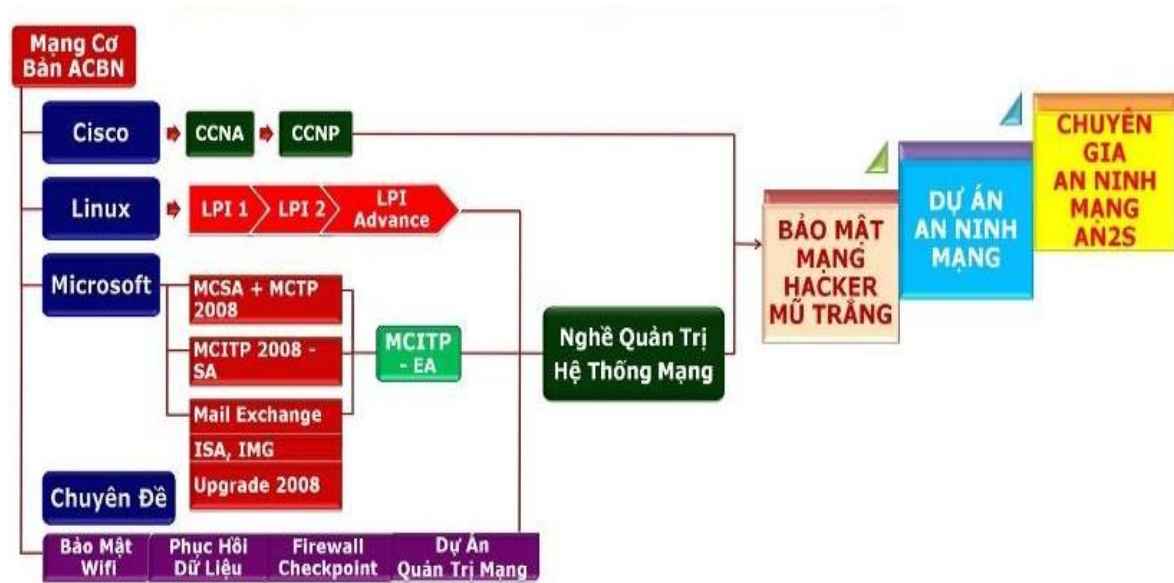 Mạng Cơ
Bản ACBN
Cisco
CCNA
CCNP
Linux
LPI 1
LPI 2
LPI
Advance
Microsoft
MCSA + MCTP
2008
MCITP 2008 -
SA
Mail Exchange
ISA, IMG
Upgrade 2008
MCITP
- EA
Nghề Quản Trị
Hệ Thống Mạng
BẢO MẬT
MẠNG
HACKER
MŨ TRẮNG
DỰ ÁN
AN NINH
MẠNG
CHUYÊN
GIA
AN NINH
MẠNG
AN2S
Chuyên Đề
Bảo Mật
Wifi
Phục Hồi
Dữ Liệu
Firewall
Checkpoint
Dự Án
Quản Trị Mạng